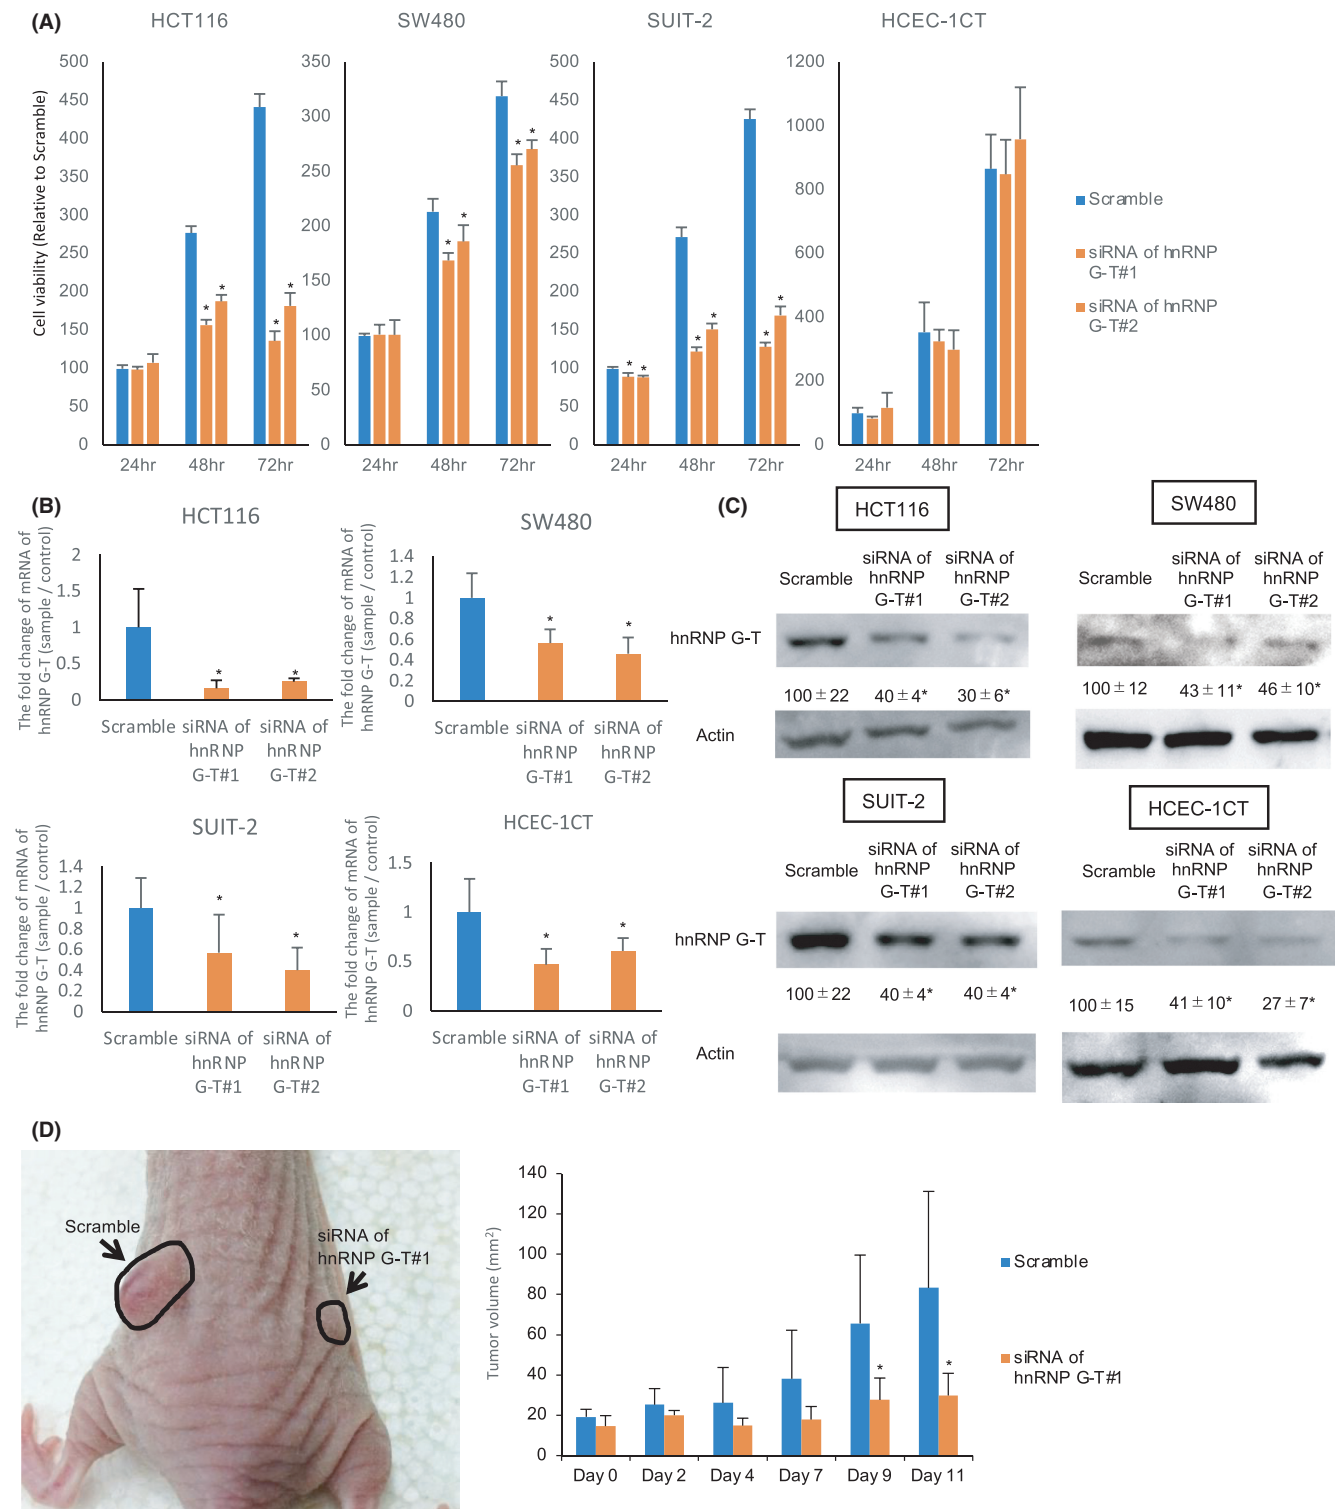 (A)
HCT116
SW480
SUIT-2
HCEC-1CT
Cell viability (Relative to Scramble)
500
450
400
350
300
250
200
150
100
50
0
24hr 48hr 72hr
* * * *
350
300
250
200
150
100
50
0
24hr 48hr 72hr
* * * *
500
450
400
350
300
250
200
150
100
50
0
24hr 48hr 72hr
* * * * * *
1200
1000
800
600
400
200
0
24hr 48hr 72hr
Scramble
siRNA of hnRNP
G-T#1
siRNA of hnRNP
G-T#2
(B)
HCT116
The fold change of mRNA of
hnRNP G-T (sample / control)
2
1.5
1
0.5
0
* *
Scramble siRNA of siRNA of
hnRNP hnRNP
G-T#1 G-T#2
SW480
The fold change of mRNA of
hnRNP G-T (sample / control)
1.4
1.2
1
0.8
0.6
0.4
0.2
0
* *
Scramble siRNA of siRNA of
hnRNP hnRNP
G-T#1 G-T#2
SUIT-2
The fold change of mRNA of
hnRNP G-T (sample / control)
1.4
1.2
1
0.8
0.6
0.4
0.2
0
* *
Scramble siRNA of siRNA of
hnRNP hnRNP
G-T#1 G-T#2
HCEC-1CT
The fold change of mRNA of
hnRNP G-T (sample / control)
1.5
1
0.5
0
* *
Scramble siRNA of siRNA of
hnRNP hnRNP
G-T#1 G-T#2
(C)
HCT116
siRNA of siRNA of
Scramble hnRNP hnRNP
G-T#1 G-T#2
hnRNP G-T
100 ± 22 40 ± 4* 30 ± 6*
Actin
SW480
siRNA of siRNA of
Scramble hnRNP hnRNP
G-T#1 G-T#2
100 ± 12 43 ± 11* 46 ± 10*
SUIT-2
siRNA of siRNA of
Scramble hnRNP hnRNP
G-T#1 G-T#2
hnRNP G-T
100 ± 22 40 ± 4* 40 ± 4*
Actin
HCEC-1CT
siRNA of siRNA of
Scramble hnRNP hnRNP
G-T#1 G-T#2
100 ± 15 41 ± 10* 27 ± 7*
(D)
Scramble
siRNA of
hnRNP G-T#1
Tumor volume (mm²)
140
120
100
80
60
40
20
0
* *
Day 0 Day 2 Day 4 Day 7 Day 9 Day 11
Scramble
siRNA of
hnRNP G-T#1